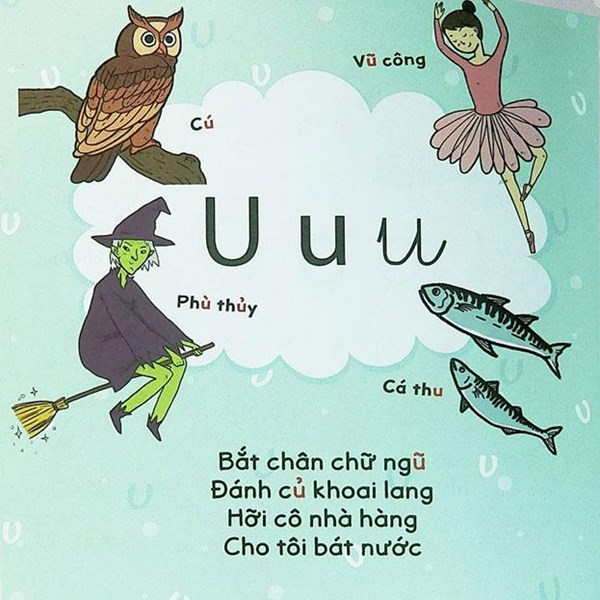 Vũ công
Cú
U u u
Phù thủy
Cá thu
Bắt chân chữ ngũ
Đánh củ khoai lang
Hỡi cô nhà hàng
Cho tôi bát nước